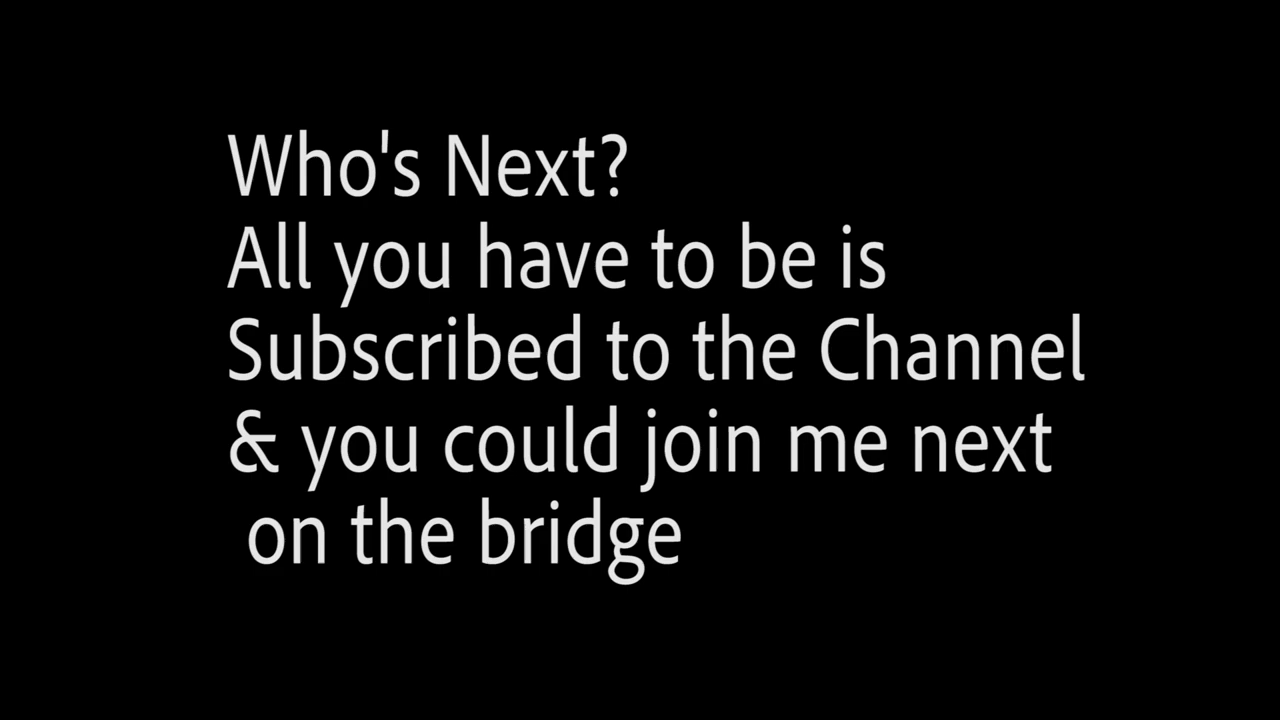 Who's Next?
All you have to be is
Subscribed to the Channel
& you could join me next
on the bridge